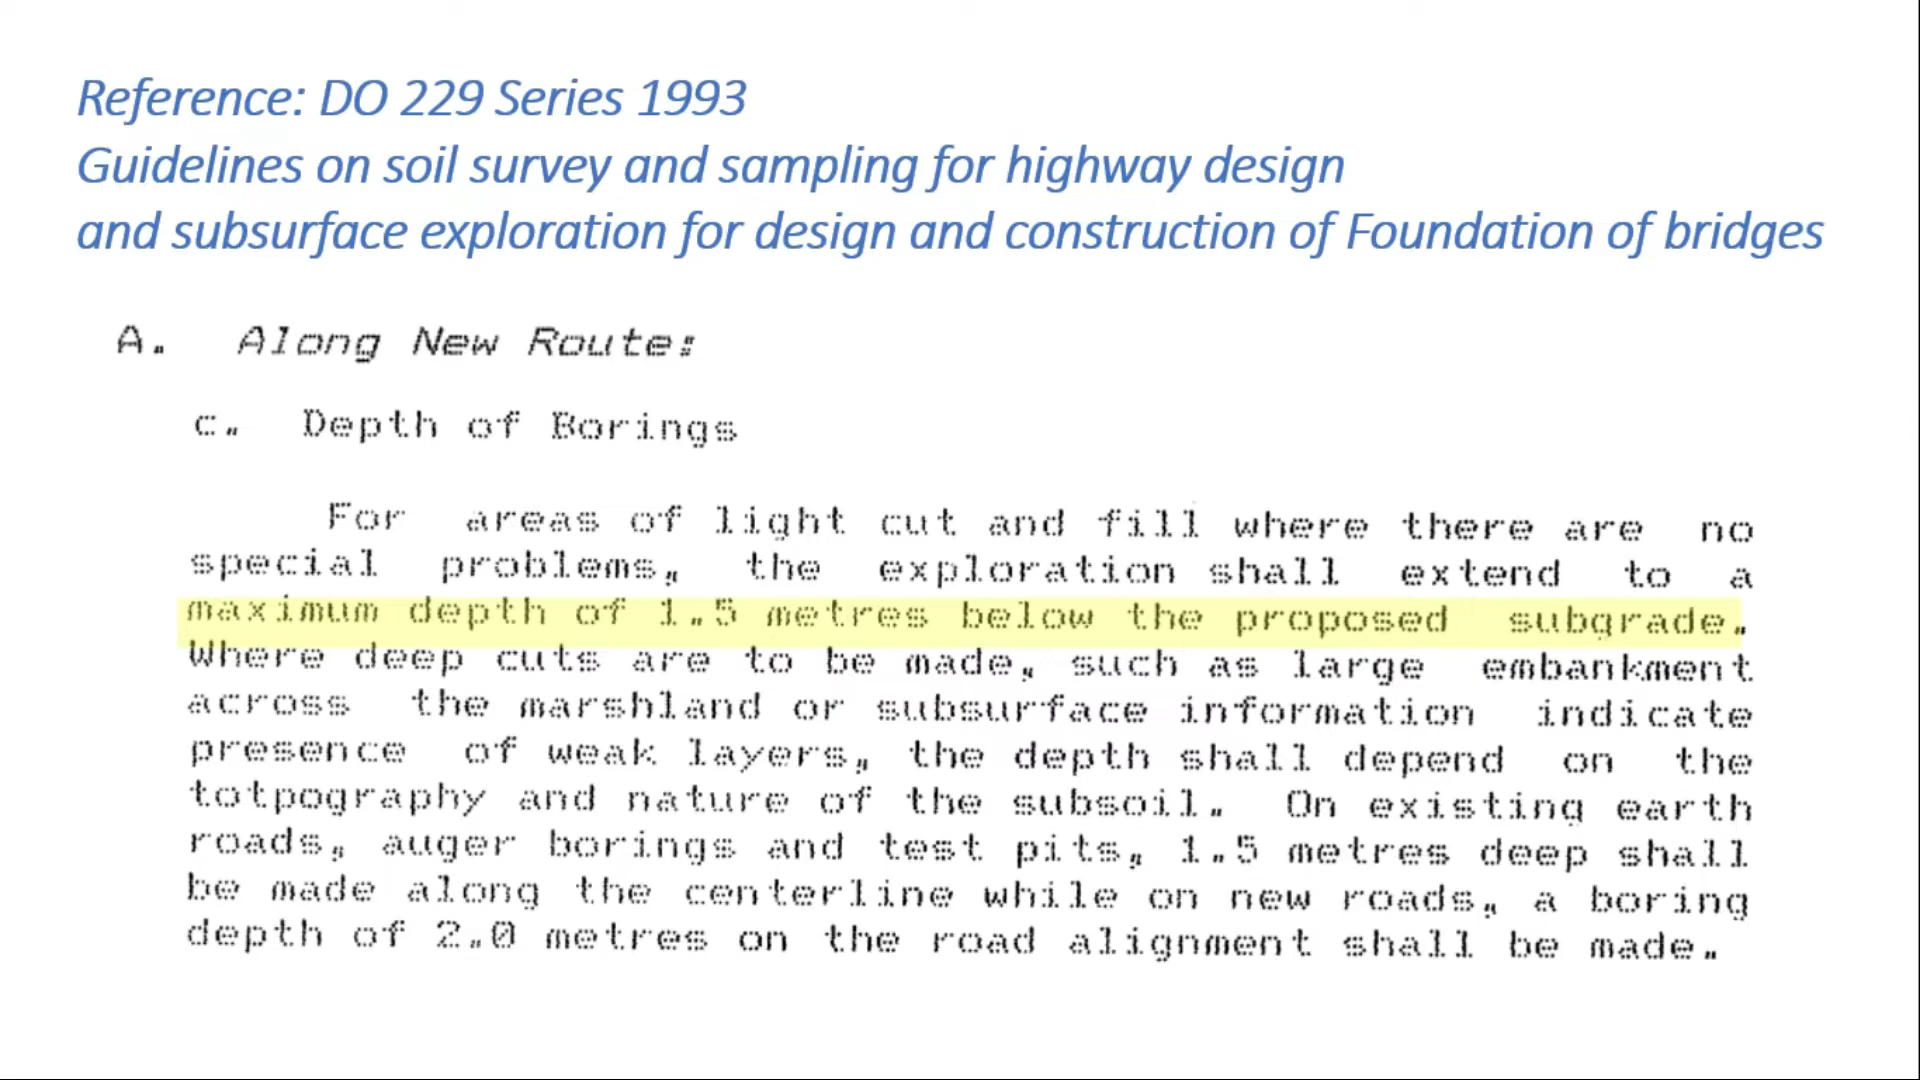 Reference: DO 229 Series 1993
Guidelines on soil survey and sampling for highway design
and subsurface exploration for design and construction of Foundation of bridges
A. Along New Route:
c. Depth of Borings
For areas of light cut and fill where there are no
special problems, the exploration shall extend to a
maximum depth of 1.5 metres below the proposed subgrade.
Where deep cuts are to be made, such as large embankment
across the marshland or subsurface information indicate
presence of weak layers, the depth shall depend on the
totpography and nature of the subsoil. On existing earth
roads, auger borings and test pits, 1.5 metres deep shall
be made along the centerline while on new roads, a boring
depth of 2.0 metres on the road alignment shall be made.